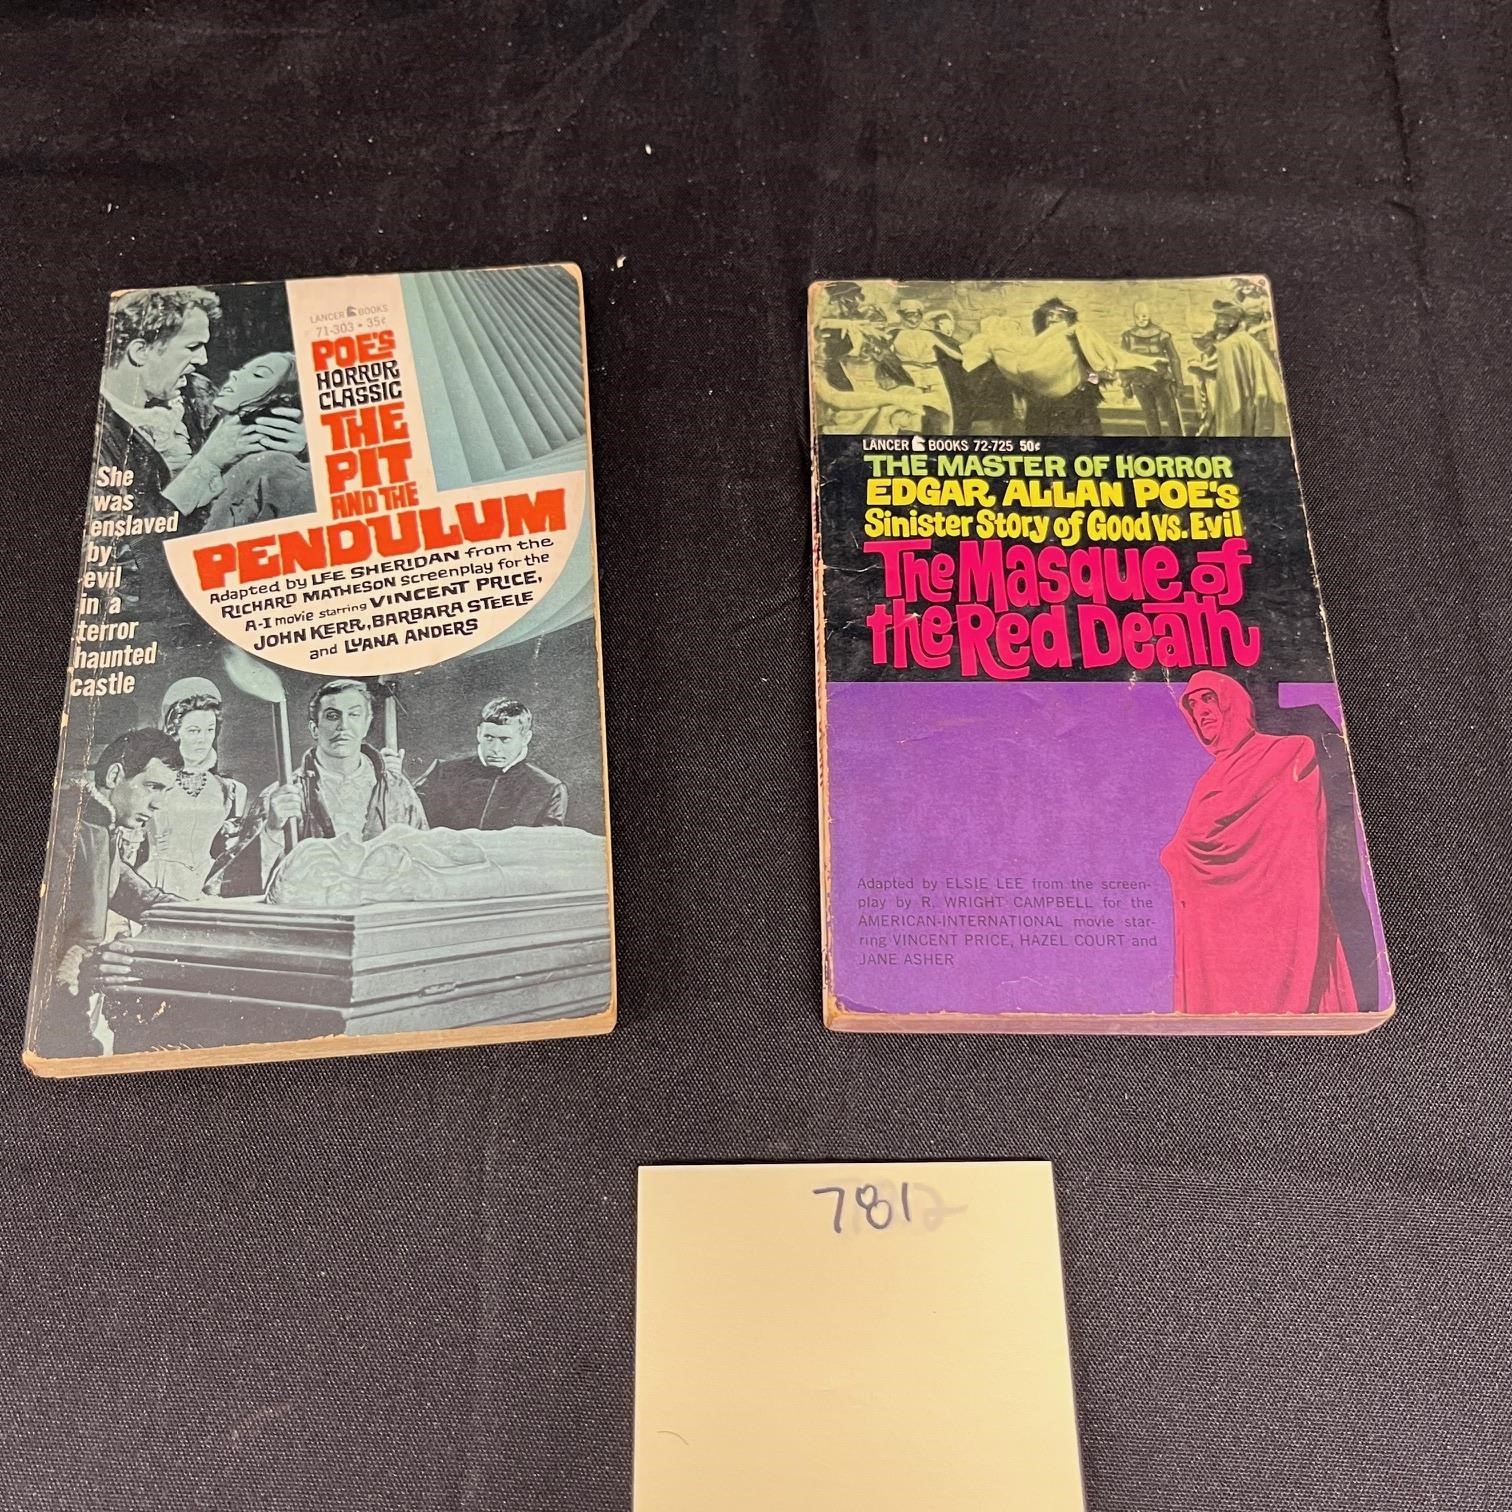 LANCER BOOKS
71-303 • 35¢
POE'S
HORROR
CLASSIC
THE
PIT
AND THE
PENDULUM
Adapted by LEE SHERIDAN from the
RICHARD MATHESON screenplay for the
A-I movie starring VINCENT PRICE,
JOHN KERR, BARBARA STEELE
and LUANA ANDERS
She
was
enslaved
by
evil
in a
terror
haunted
castle
LANCER BOOKS 72-725 50¢
THE MASTER OF HORROR
EDGAR ALLAN POE'S
Sinister Story of Good vs. Evil
The Masque of
the Red Death
Adapted by ELSIE LEE from the screen-
play by R. WRIGHT CAMPBELL for the
AMERICAN-INTERNATIONAL movie star-
ring VINCENT PRICE, HAZEL COURT and
JANE ASHER
781